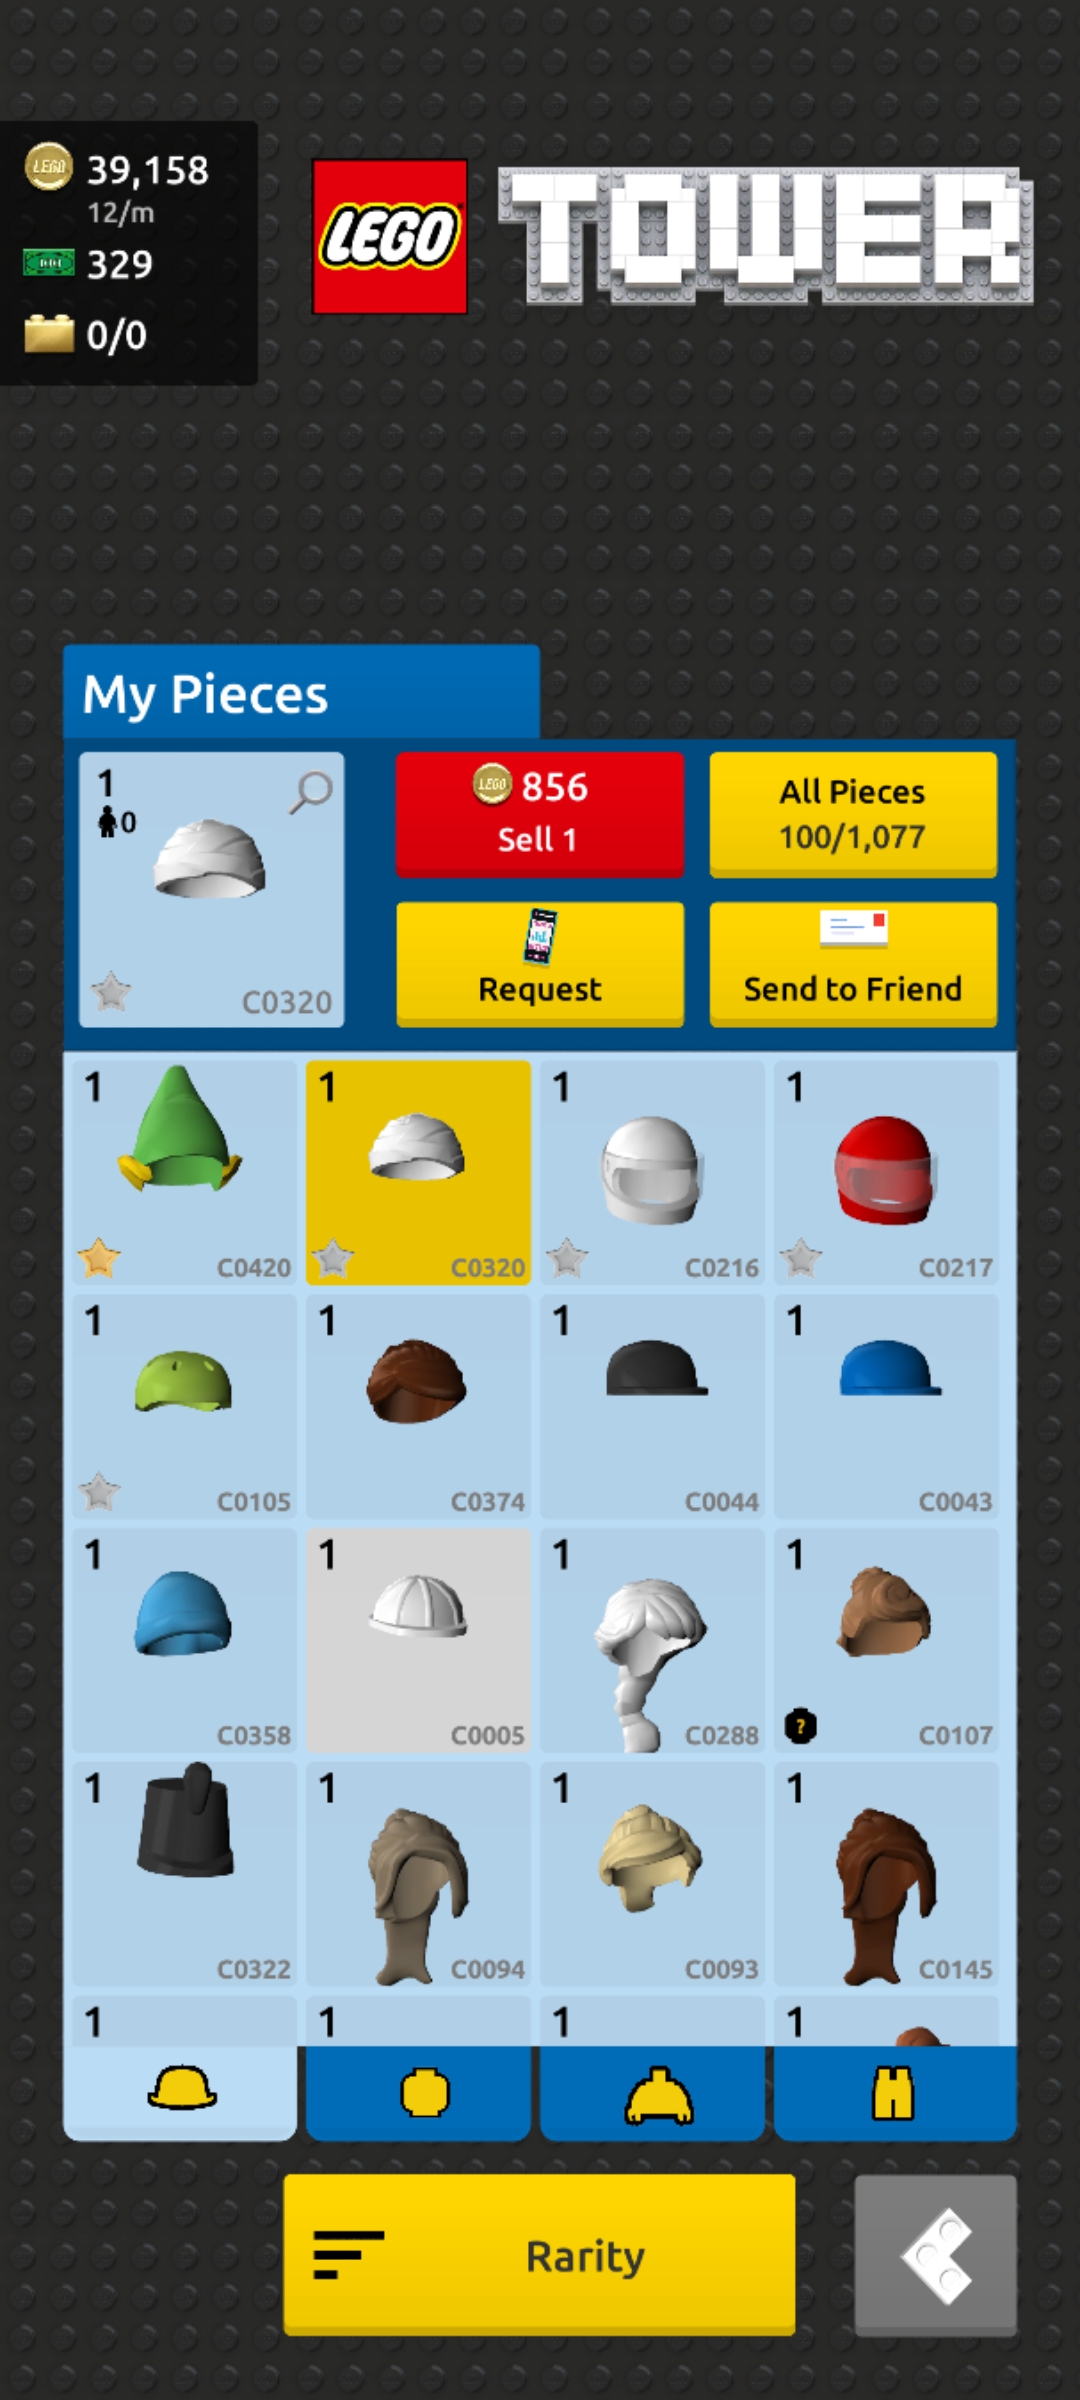 39,158
12/m
329
0/0
LEGO
TOWER
My Pieces
1
0
C0320
LEGO
856
Sell 1
All Pieces
100/1,077
Request
Send to Friend
1
C0420
1
C0320
1
C0216
1
C0217
1
C0105
1
C0374
1
C0044
1
C0043
1
C0358
1
C0005
1
C0288
1
?
C0107
1
C0322
1
C0094
1
C0093
1
C0145
1
1
1
1
Rarity